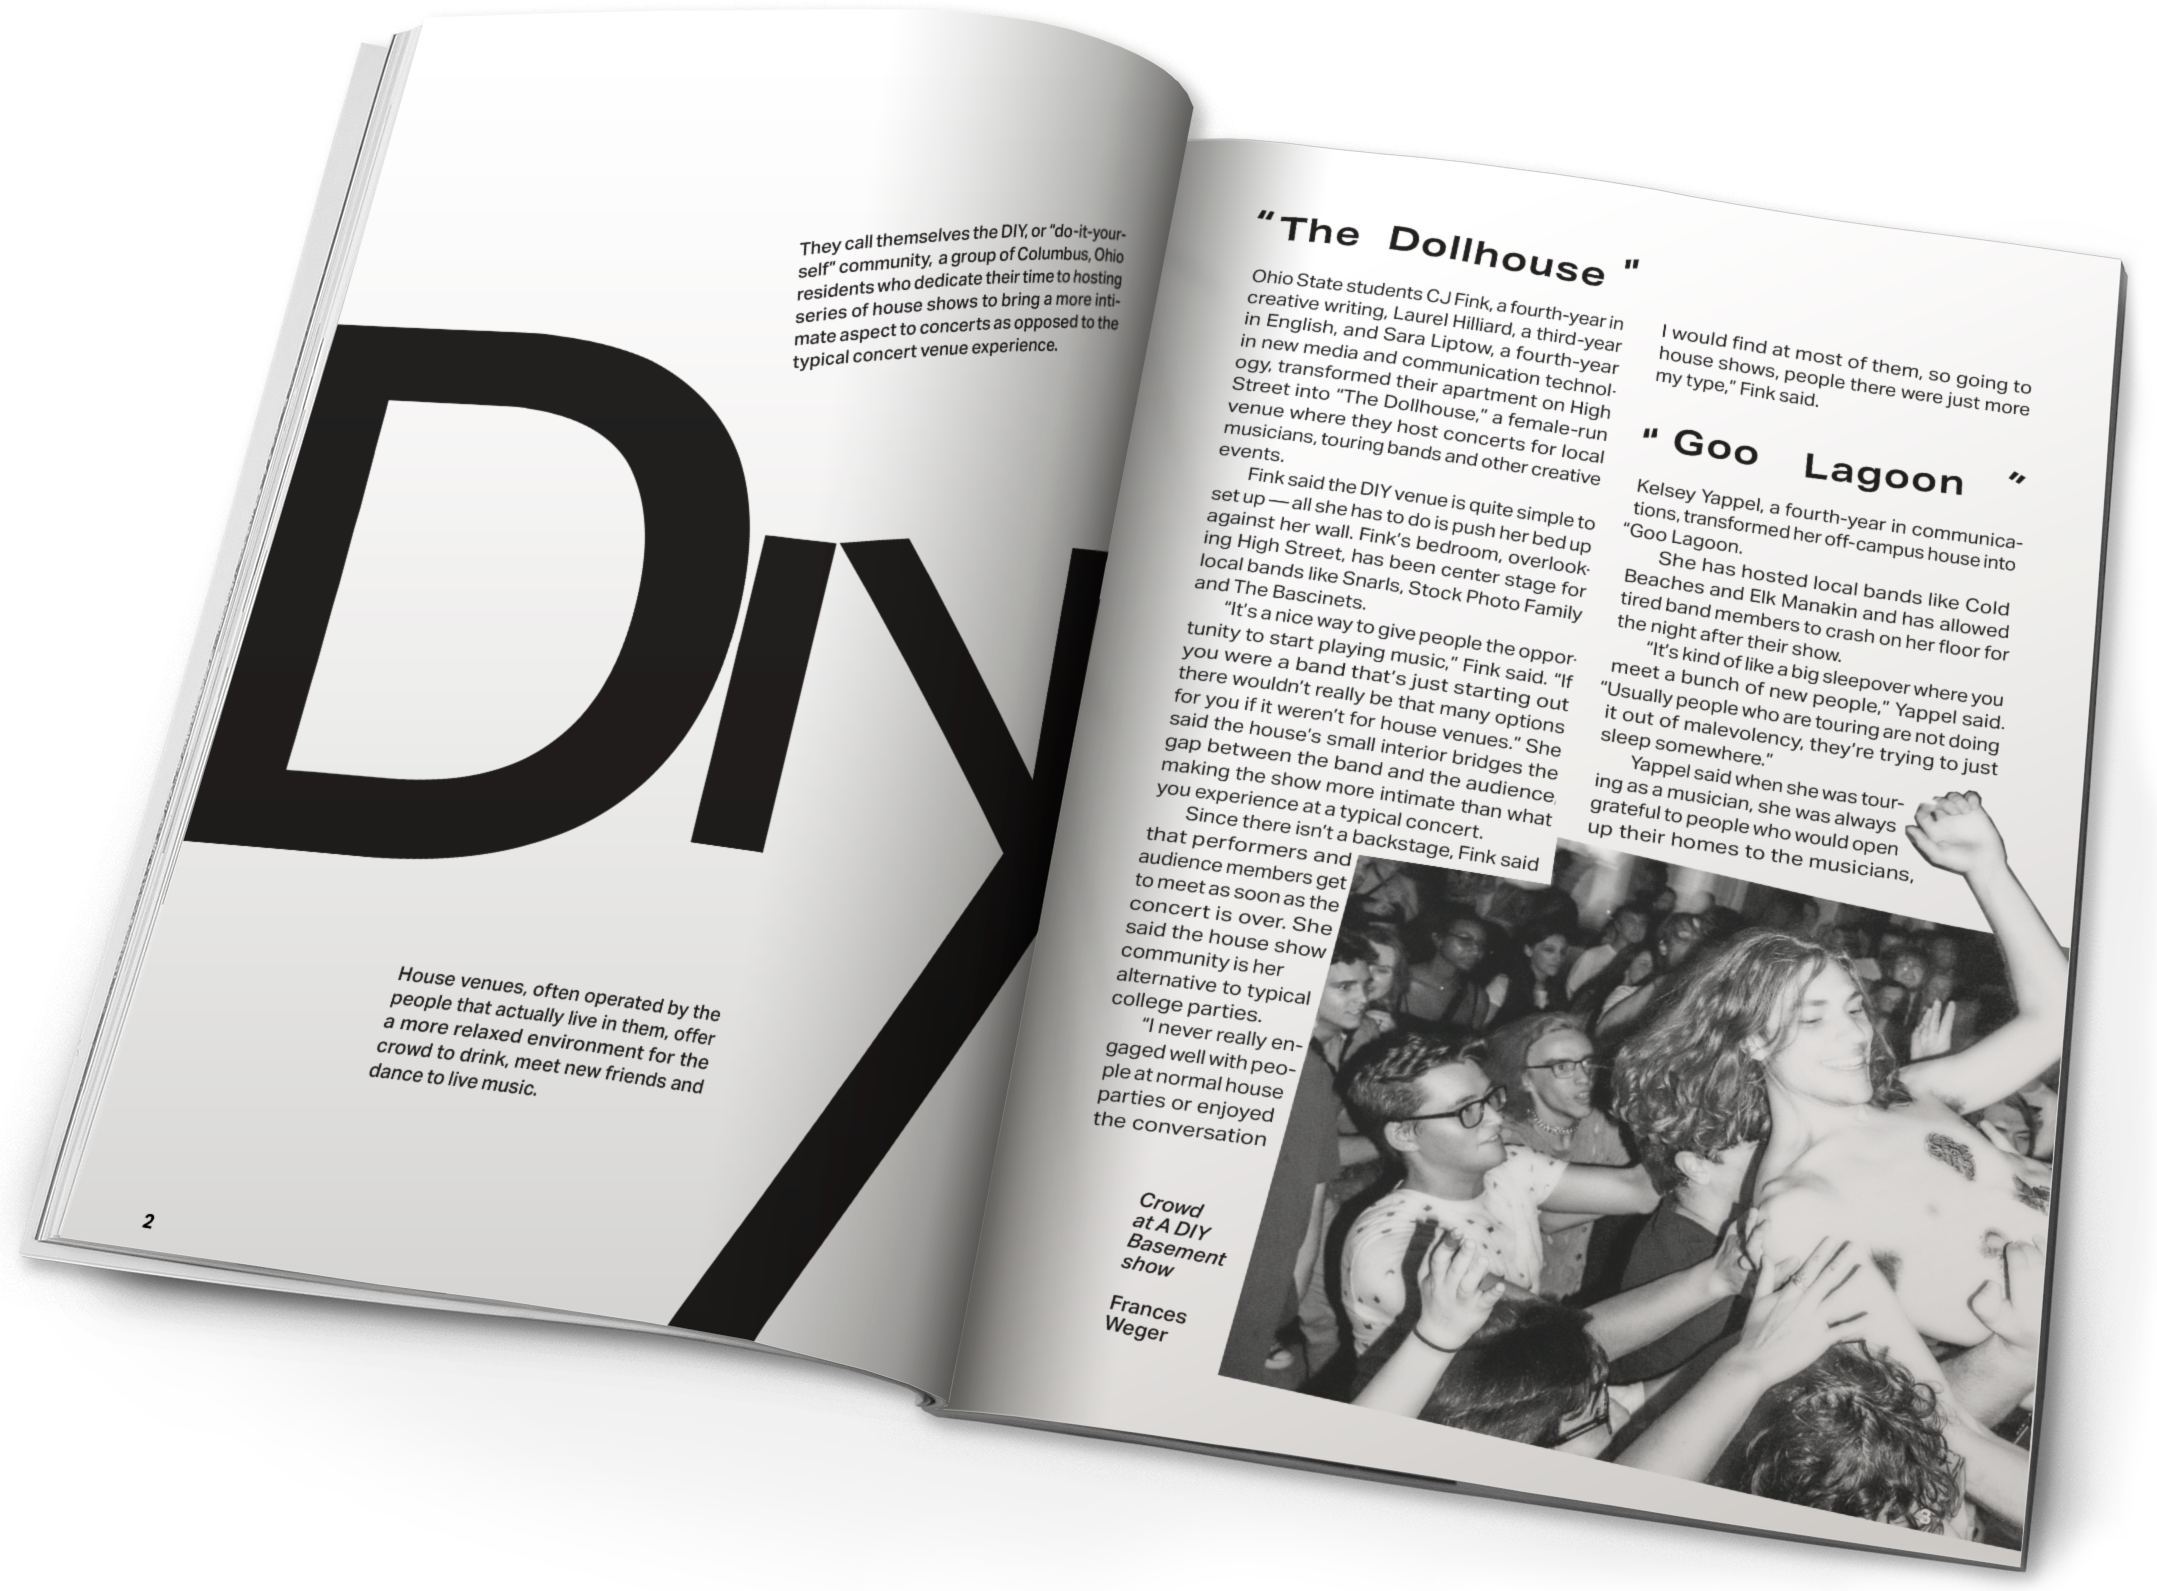 They call themselves the DIY, or “do-it-your-
self” community, a group of Columbus, Ohio
residents who dedicate their time to hosting
series of house shows to bring a more inti-
mate aspect to concerts as opposed to the
typical concert venue experience.
DIY
House venues, often operated by the
people that actually live in them, offer
a more relaxed environment for the
crowd to drink, meet new friends and
dance to live music.
2
“The Dollhouse"
Ohio State students CJ Fink, a fourth-year in
creative writing, Laurel Hilliard, a third-year
in English, and Sara Liptow, a fourth-year
in new media and communication technol-
ogy, transformed their apartment on High
Street into “The Dollhouse,” a female-run
venue where they host concerts for local
musicians, touring bands and other creative
events.
Fink said the DIY venue is quite simple to
set up — all she has to do is push her bed up
against her wall. Fink’s bedroom, overlook-
ing High Street, has been center stage for
local bands like Snarls, Stock Photo Family
and The Bascinets.
“It’s a nice way to give people the oppor-
tunity to start playing music,” Fink said. “If
you were a band that’s just starting out
there wouldn’t really be that many options
for you if it weren’t for house venues.” She
said the house’s small interior bridges the
gap between the band and the audience,
making the show more intimate than what
you experience at a typical concert.
Since there isn’t a backstage, Fink said
that performers and
audience members get
to meet as soon as the
concert is over. She
said the house show
community is her
alternative to typical
college parties.
“I never really en-
gaged well with peo-
ple at normal house
parties or enjoyed
the conversation
I would find at most of them, so going to
house shows, people there were just more
my type,” Fink said.
“Goo Lagoon”
Kelsey Yappel, a fourth-year in communica-
tions, transformed her off-campus house into
“Goo Lagoon.
She has hosted local bands like Cold
Beaches and Elk Manakin and has allowed
tired band members to crash on her floor for
the night after their show.
“It’s kind of like a big sleepover where you
meet a bunch of new people,” Yappel said.
“Usually people who are touring are not doing
it out of malevolency, they’re trying to just
sleep somewhere.”
Yappel said when she was tour-
ing as a musician, she was always
grateful to people who would open
up their homes to the musicians,
Crowd
at A DIY
Basement
show
Frances
Weger
3